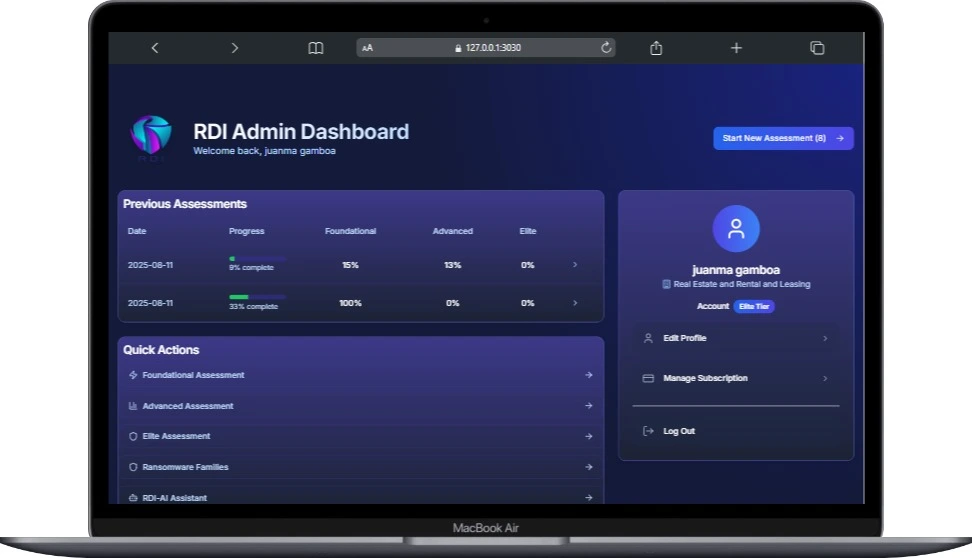 AA 127.0.0.1:3030
RDI
RDI Admin Dashboard
Welcome back, juanma gamboa
Start New Assessment (8)
Previous Assessments
Date Progress Foundational Advanced Elite
2025-08-11 9% complete 15% 13% 0%
2025-08-11 33% complete 100% 0% 0%
Quick Actions
Foundational Assessment
Advanced Assessment
Elite Assessment
Ransomware Families
RDI-AI Assistant
juanma gamboa
Real Estate and Rental and Leasing
Account Elite Tier
Edit Profile
Manage Subscription
Log Out
MacBook Air